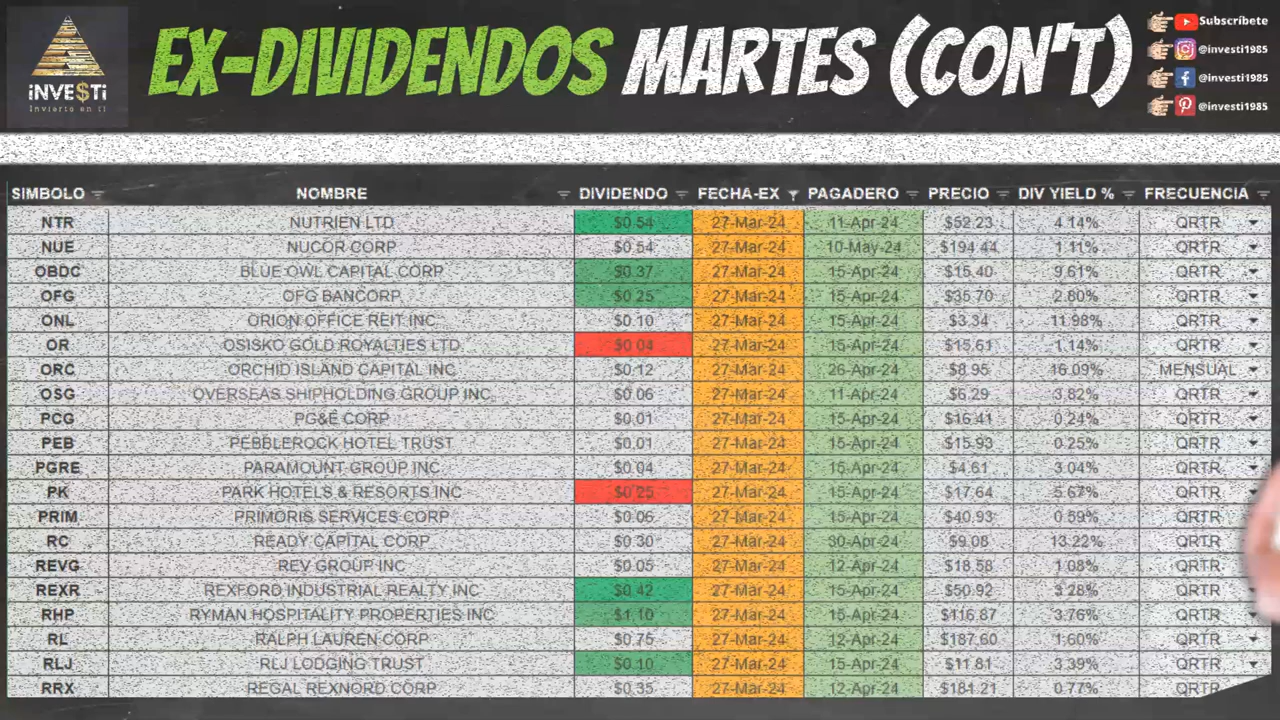 iNVE$Ti
Invierto en ti
EX-DIVIDENDOS MARTES (CON'T)
Suscríbete
@investi1985
@investi1985
@investi1985
SIMBOLO NOMBRE DIVIDENDO FECHA-EX PAGADERO PRECIO DIV YIELD % FRECUENCIA
NTR NUTRIEN LTD $0.54 27-Mar-24 11-Apr-24 $52.23 4.14% QRTR
NUE NUCOR CORP $0.54 27-Mar-24 10-May-24 $194.44 1.11% QRTR
OBDC BLUE OWL CAPITAL CORP $0.37 27-Mar-24 15-Apr-24 $15.40 9.61% QRTR
OFG OFG BANCORP $0.25 27-Mar-24 15-Apr-24 $35.70 2.80% QRTR
ONL ORION OFFICE REIT INC $0.10 27-Mar-24 15-Apr-24 $3.34 11.98% QRTR
OR OSISKO GOLD ROYALTIES LTD $0.04 27-Mar-24 15-Apr-24 $15.61 1.14% QRTR
ORC ORCHID ISLAND CAPITAL INC $0.12 27-Mar-24 26-Apr-24 $8.95 16.09% MENSUAL
OSG OVERSEAS SHIPHOLDING GROUP INC $0.06 27-Mar-24 11-Apr-24 $6.29 3.82% QRTR
PCG PG&E CORP $0.01 27-Mar-24 15-Apr-24 $16.41 0.24% QRTR
PEB PEBBLEROCK HOTEL TRUST $0.01 27-Mar-24 15-Apr-24 $15.93 0.25% QRTR
PGRE PARAMOUNT GROUP INC $0.04 27-Mar-24 15-Apr-24 $4.61 3.04% QRTR
PK PARK HOTELS & RESORTS INC $0.25 27-Mar-24 15-Apr-24 $17.64 5.67% QRTR
PRIM PRIMORIS SERVICES CORP $0.06 27-Mar-24 15-Apr-24 $40.93 0.59% QRTR
RC READY CAPITAL CORP $0.30 27-Mar-24 30-Apr-24 $9.08 13.22% QRTR
REVG REV GROUP INC $0.05 27-Mar-24 12-Apr-24 $18.58 1.08% QRTR
REXR REXFORD INDUSTRIAL REALTY INC $0.42 27-Mar-24 15-Apr-24 $50.92 3.28% QRTR
RHP RYMAN HOSPITALITY PROPERTIES INC $1.10 27-Mar-24 15-Apr-24 $116.87 3.76% QRTR
RL RALPH LAUREN CORP $0.75 27-Mar-24 12-Apr-24 $187.60 1.60% QRTR
RLJ RLJ LODGING TRUST $0.10 27-Mar-24 15-Apr-24 $11.81 3.39% QRTR
RRX REGAL REXNORD CORP $0.35 27-Mar-24 12-Apr-24 $181.21 0.77% QRTR